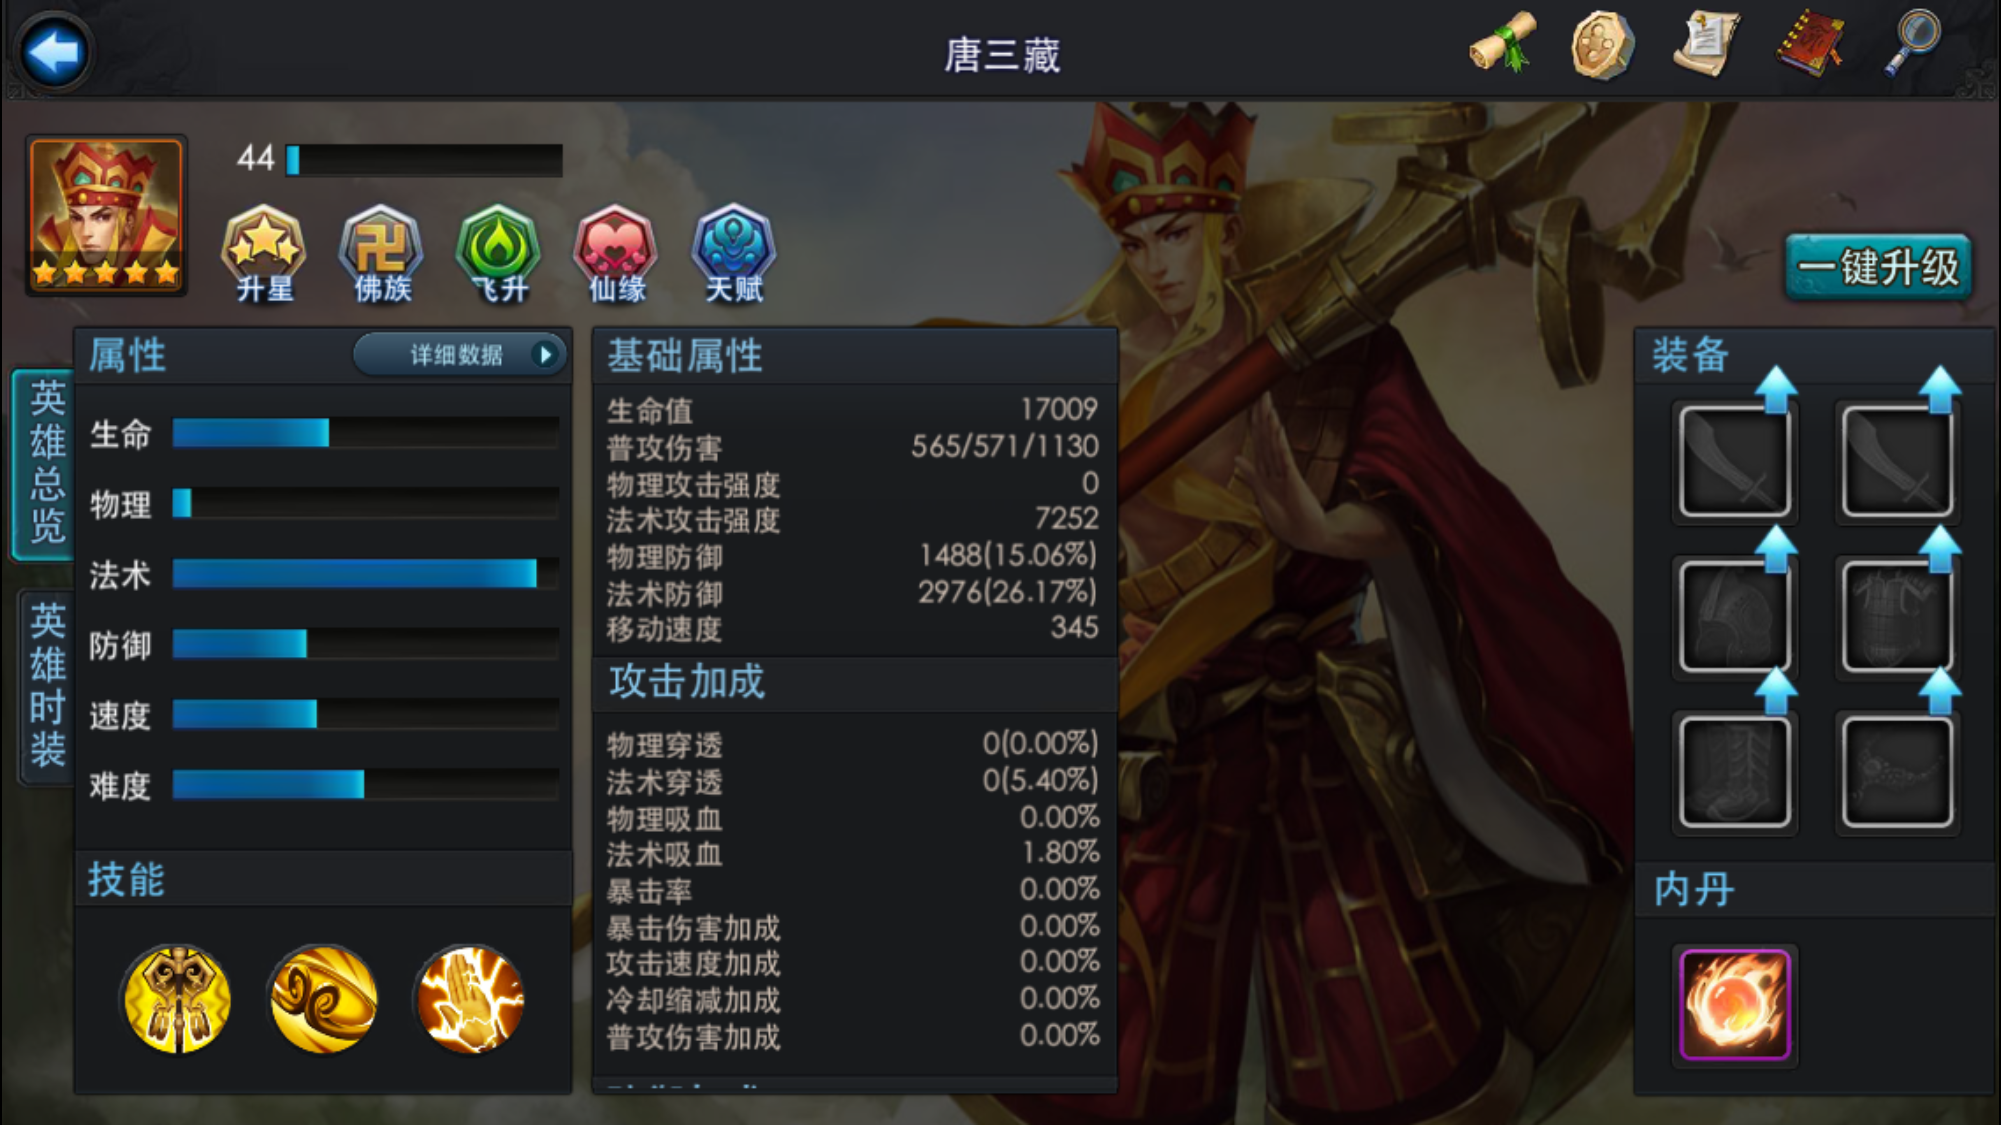 唐三藏
44
升星
佛族
飞升
仙缘
天赋
一键升级
英雄总览
英雄时装
属性
详细数据
生命
物理
法术
防御
速度
难度
技能
基础属性
生命值 17009
普攻伤害 565/571/1130
物理攻击强度 0
法术攻击强度 7252
物理防御 1488(15.06%)
法术防御 2976(26.17%)
移动速度 345
攻击加成
物理穿透 0(0.00%)
法术穿透 0(5.40%)
物理吸血 0.00%
法术吸血 1.80%
暴击率 0.00%
暴击伤害加成 0.00%
攻击速度加成 0.00%
冷却缩减加成 0.00%
普攻伤害加成 0.00%
装备
内丹